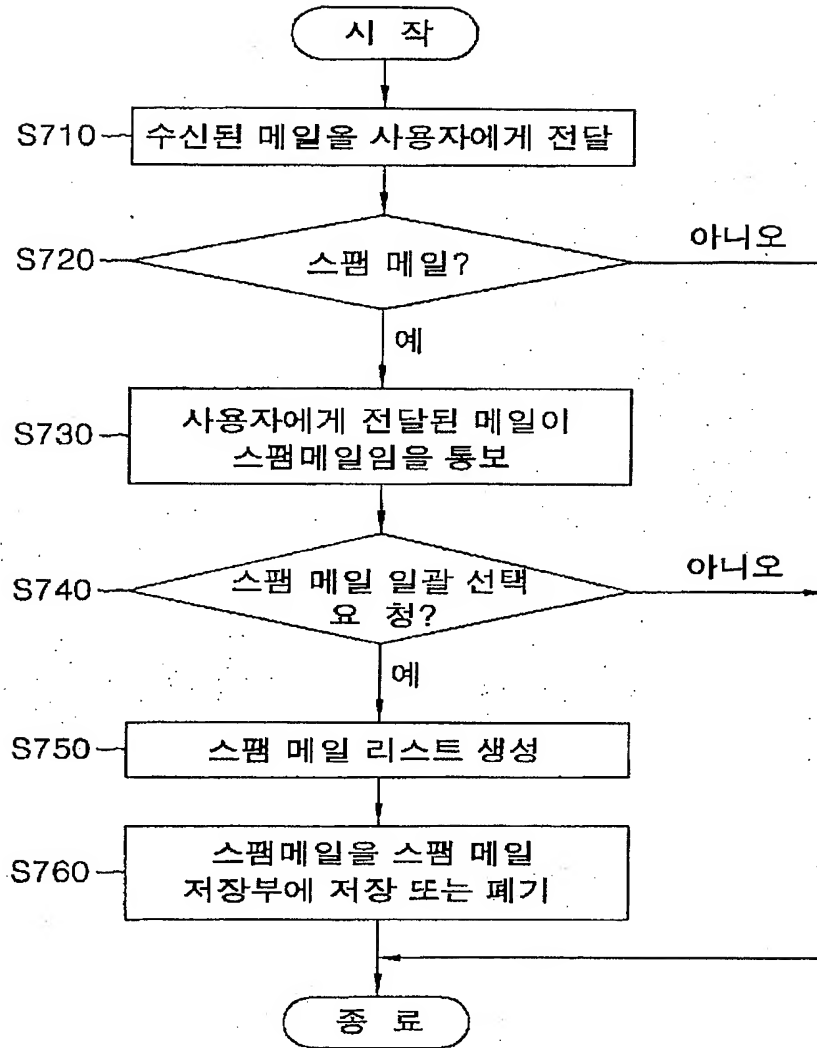 시 작
S710
수신된 메일을 사용자에게 전달
S720
스팸 메일?
아니오
예
S730
사용자에게 전달된 메일이
스팸메일임을 통보
S740
스팸 메일 일괄 선택
요 청?
아니오
예
S750
스팸 메일 리스트 생성
S760
스팸메일을 스팸 메일
저장부에 저장 또는 폐기
종 료